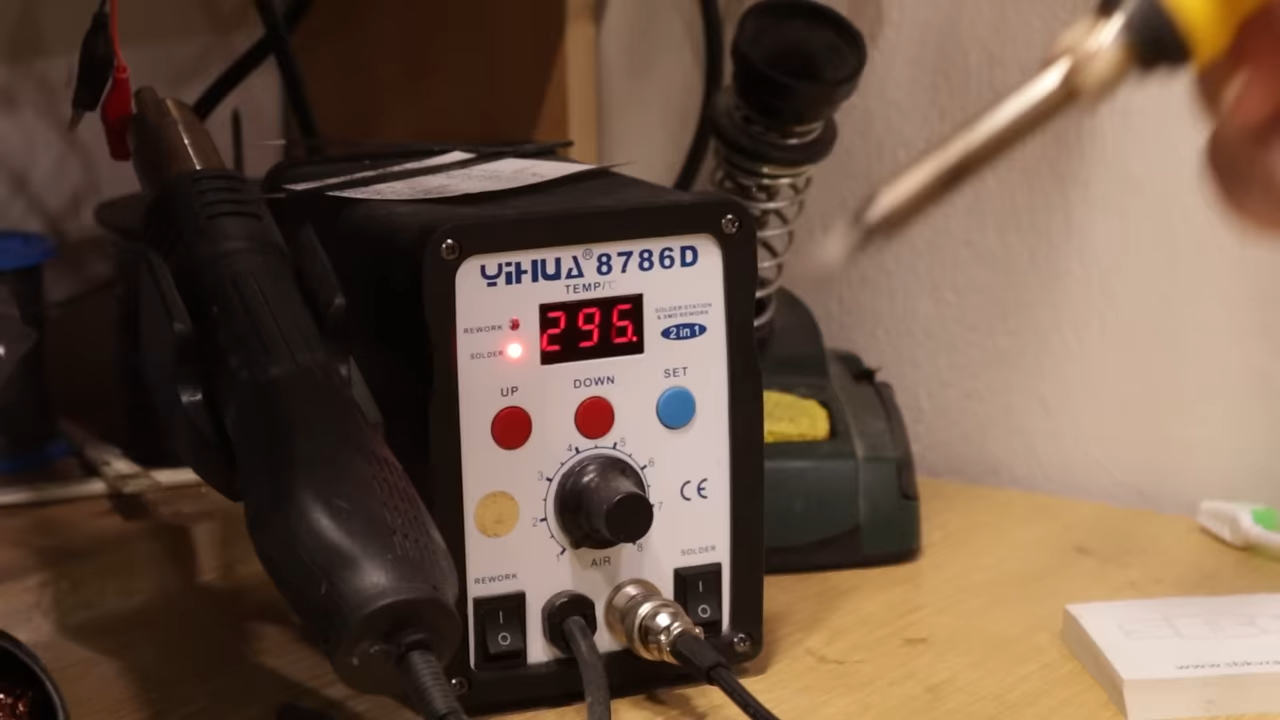 YiHUA® 8786D
TEMP/℃
SOLDER STATION
& SMD REWORK
2 in 1
REWORK
SOLDER
296.
UP
DOWN
SET
1 2 3 4 5 6 7 8
AIR
CE
REWORK
SOLDER
I
O
I
O